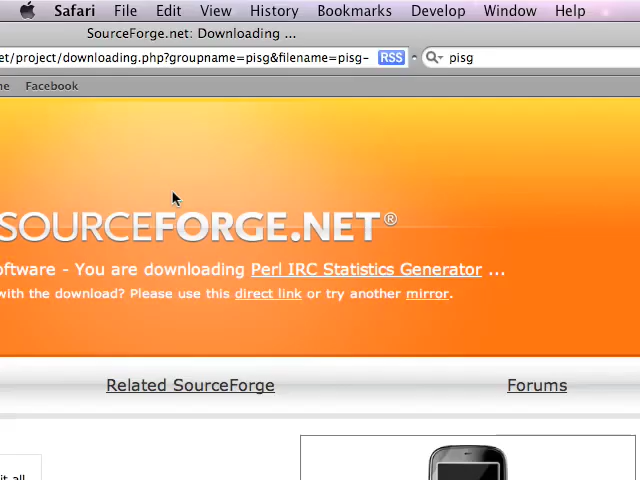 Safari File Edit View History Bookmarks Develop Window Help
SourceForge.net: Downloading ...
et/project/downloading.php?groupname=pisg&filename=pisg- RSS pisg
Facebook
SOURCEFORGE.NET®
oftware - You are downloading Perl IRC Statistics Generator ...
with the download? Please use this direct link or try another mirror.
Related SourceForge Forums
it all